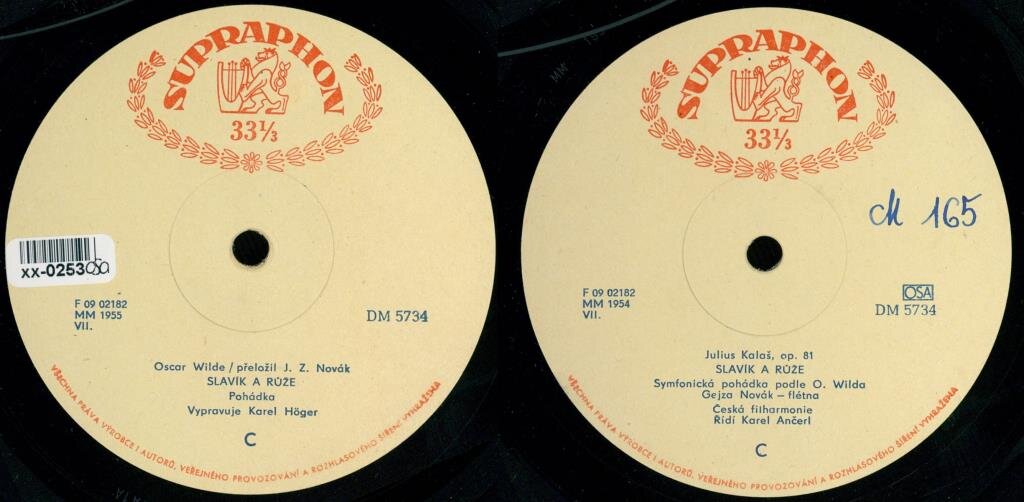 SUPRAPHON
33⅓
xx-0253
F 09 02182
MM 1955
VII.
DM 5734
Oscar Wilde / přeložil J. Z. Novák
SLAVÍK A RŮŽE
Pohádka
Vypravuje Karel Höger
C
VŠECHNA PRÁVA VÝROBCE I AUTORŮ, VEŘEJNÉHO PROVOZOVÁNÍ A ROZHLASOVÉHO ŠÍŘENÍ VYHRAŽENA
SUPRAPHON
33⅓
M 165
F 09 02182
MM 1954
VII.
OSA
DM 5734
Julius Kalaš, op. 81
SLAVÍK A RŮŽE
Symfonická pohádka podle O. Wilda
Gejza Novák – flétna
Česká filharmonie
Řídí Karel Ančerl
C
VŠECHNA PRÁVA VÝROBCE I AUTORŮ, VEŘEJNÉHO PROVOZOVÁNÍ A ROZHLASOVÉHO ŠÍŘENÍ VYHRAŽENA